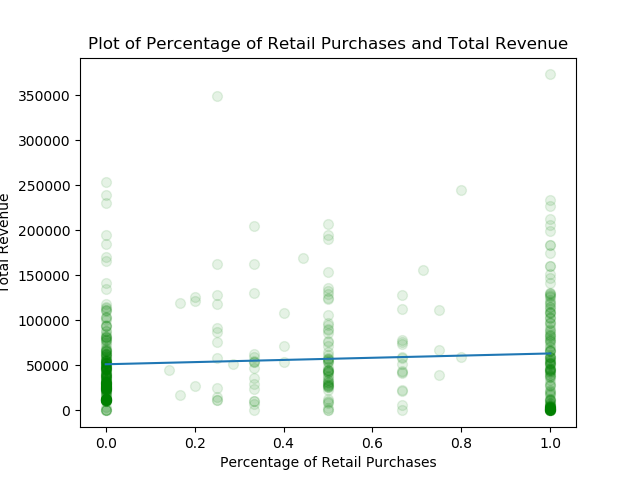 Plot of Percentage of Retail Purchases and Total Revenue
350000
300000
250000
200000
150000
100000
50000
0
Total Revenue
0.0 0.2 0.4 0.6 0.8 1.0
Percentage of Retail Purchases